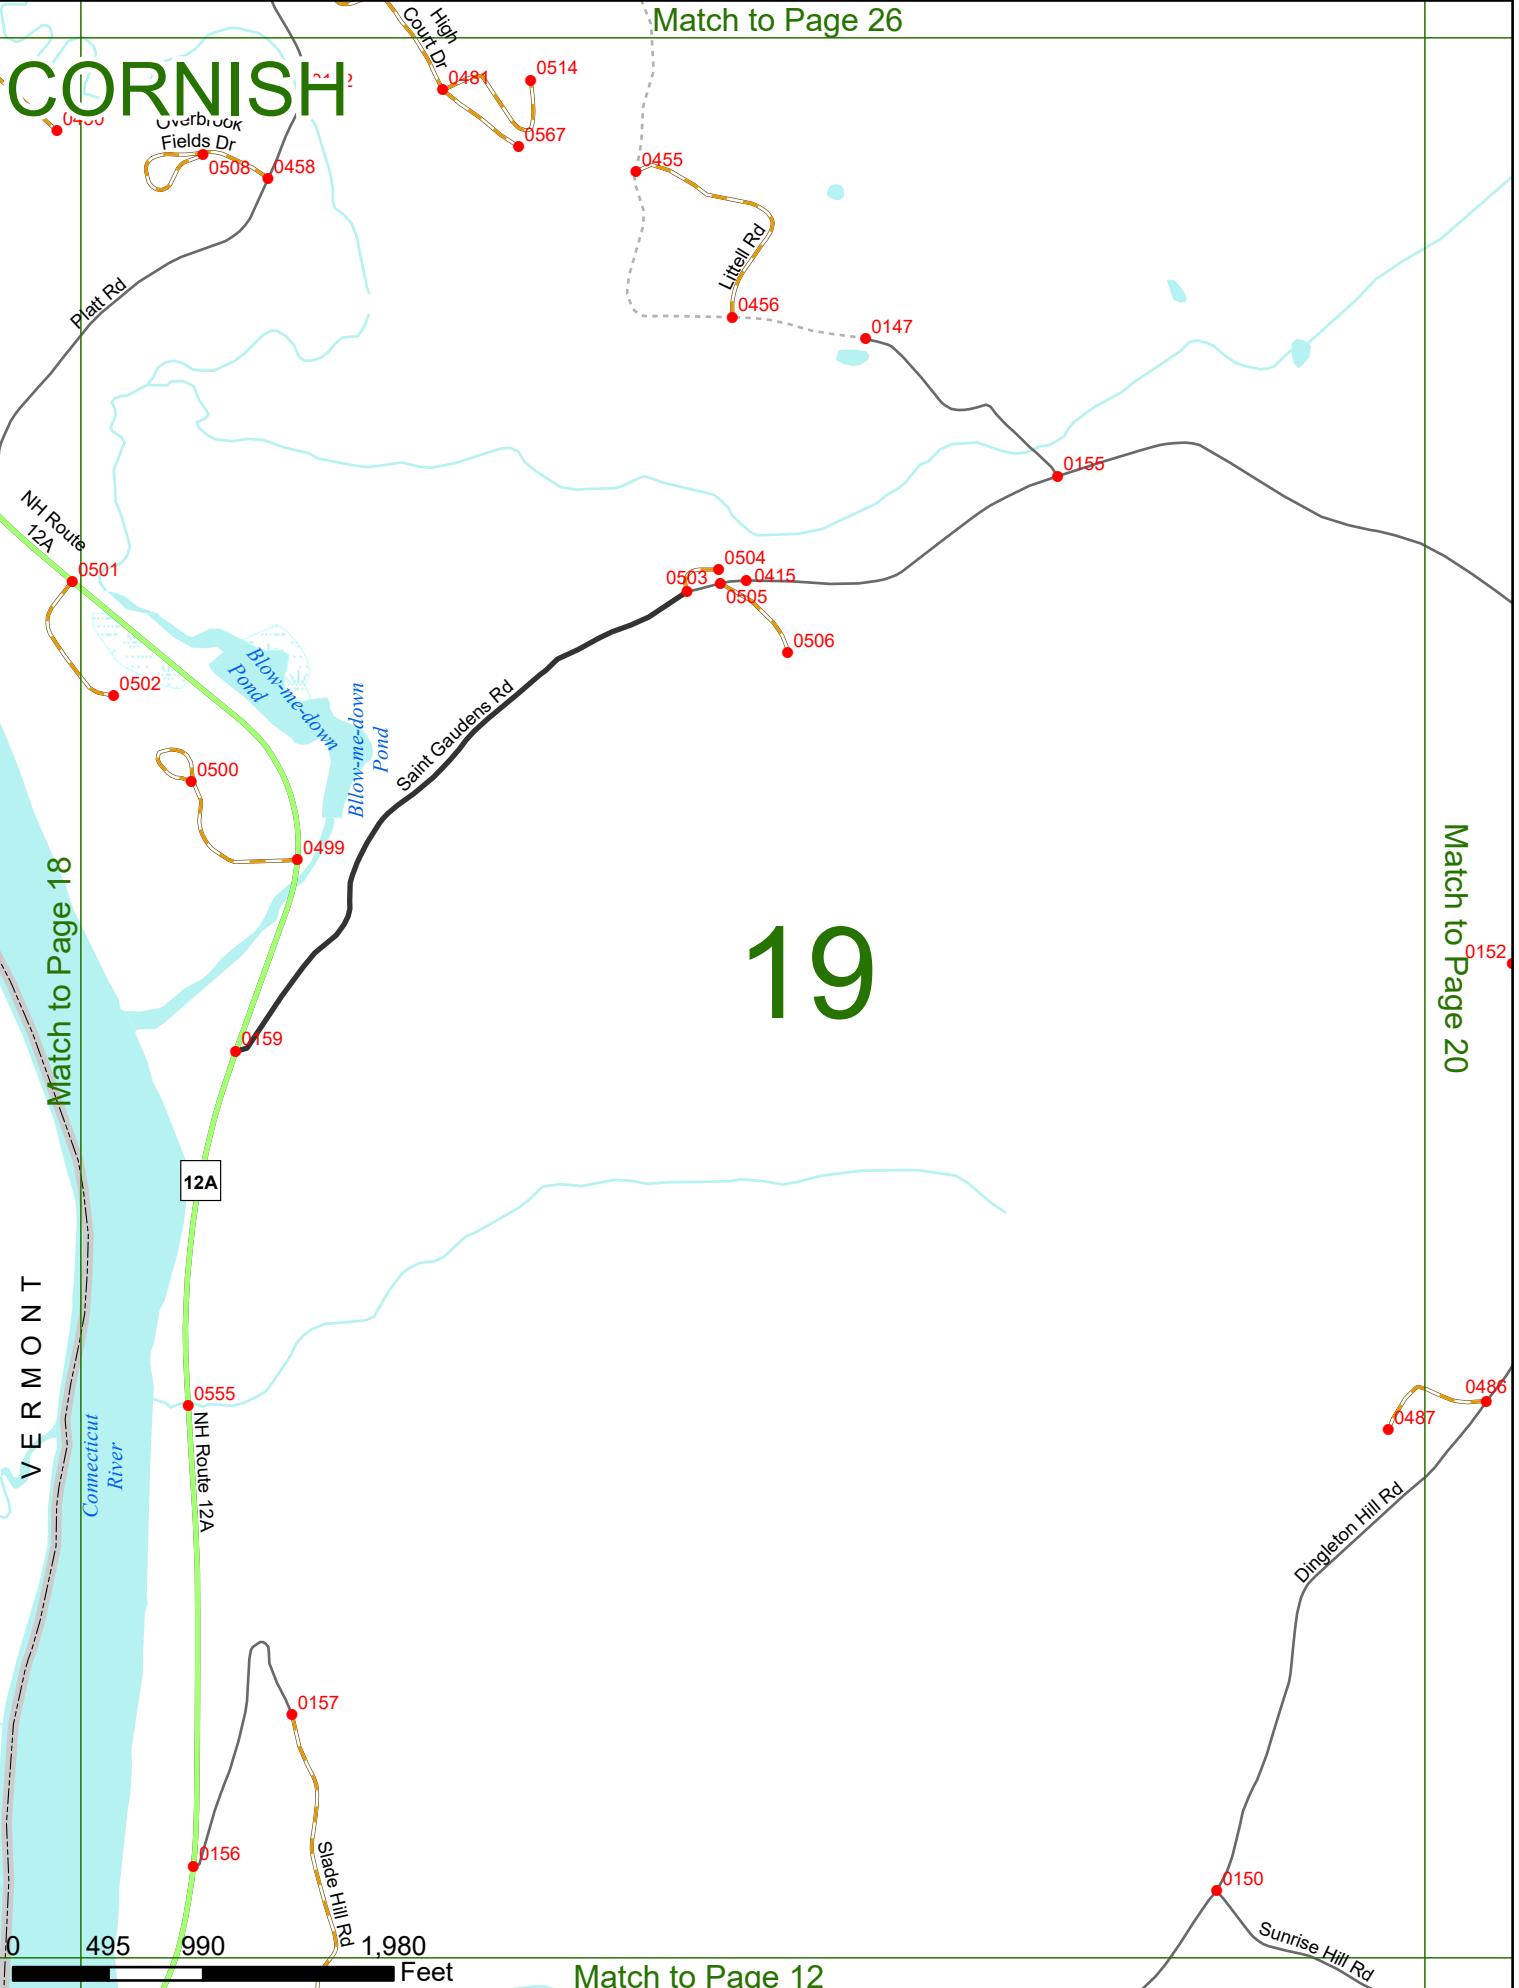 Match to Page 26
CORNISH
High
Court Dr
0481
0514
0567
Fields Dr
0508
0458
0455
Littell Rd
0456
0147
Platt Rd
0155
NH Route
12A
0501
0504
0503
0415
0505
0506
0502
Blow-me-down
Pond
Bllow-me-down
Pond
Saint Gaudens Rd
0500
0499
Match to Page 18
19
Match to Page 20
0152
0159
12A
VERMONT
0555
NH Route 12A
Connecticut
River
0486
0487
Dingleton Hill Rd
0157
0156
Slade Hill Rd
0150
Sunrise Hill Rd
0 495 990 1,980
Feet
Match to Page 12